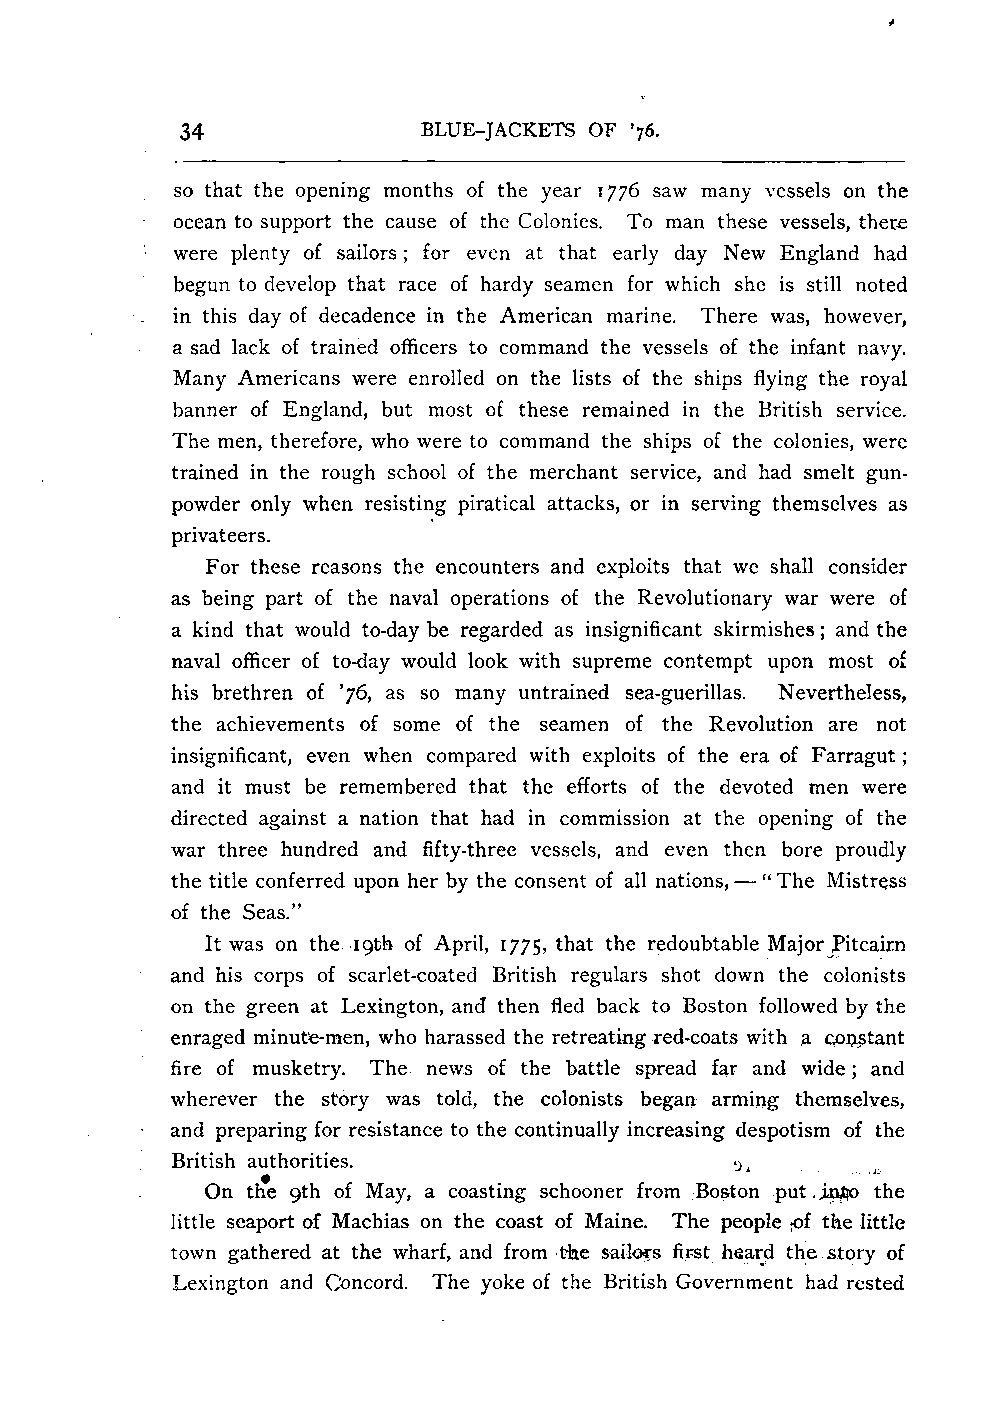 34 BLUE-JACKETS OF '76.
so that the opening months of the year 1776 saw many vessels on the
ocean to support the cause of the Colonies. To man these vessels, there
were plenty of sailors; for even at that early day New England had
begun to develop that race of hardy seamen for which she is still noted
in this day of decadence in the American marine. There was, however,
a sad lack of trained officers to command the vessels of the infant navy.
Many Americans were enrolled on the lists of the ships flying the royal
banner of England, but most of these remained in the British service.
The men, therefore, who were to command the ships of the colonies, were
trained in the rough school of the merchant service, and had smelt gun-
powder only when resisting piratical attacks, or in serving themselves as
privateers.
For these reasons the encounters and exploits that we shall consider
as being part of the naval operations of the Revolutionary war were of
a kind that would to-day be regarded as insignificant skirmishes; and the
naval officer of to-day would look with supreme contempt upon most of
his brethren of '76, as so many untrained sea-guerillas. Nevertheless,
the achievements of some of the seamen of the Revolution are not
insignificant, even when compared with exploits of the era of Farragut;
and it must be remembered that the efforts of the devoted men were
directed against a nation that had in commission at the opening of the
war three hundred and fifty-three vessels, and even then bore proudly
the title conferred upon her by the consent of all nations, — "The Mistress
of the Seas."
It was on the 19th of April, 1775, that the redoubtable Major Pitcairn
and his corps of scarlet-coated British regulars shot down the colonists
on the green at Lexington, and then fled back to Boston followed by the
enraged minute-men, who harassed the retreating red-coats with a constant
fire of musketry. The news of the battle spread far and wide; and
wherever the story was told, the colonists began arming themselves,
and preparing for resistance to the continually increasing despotism of the
British authorities.
On the 9th of May, a coasting schooner from Boston put into the
little seaport of Machias on the coast of Maine. The people of the little
town gathered at the wharf, and from the sailors first heard the story of
Lexington and Concord. The yoke of the British Government had rested